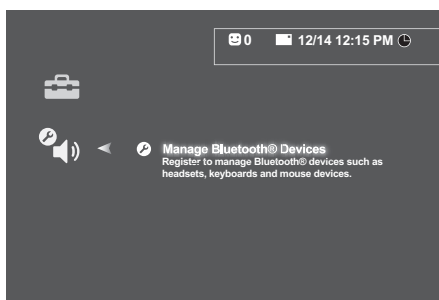 0 12/14 12:15 PM
Manage Bluetooth® Devices
Register to manage Bluetooth® devices such as
headsets, keyboards and mouse devices.